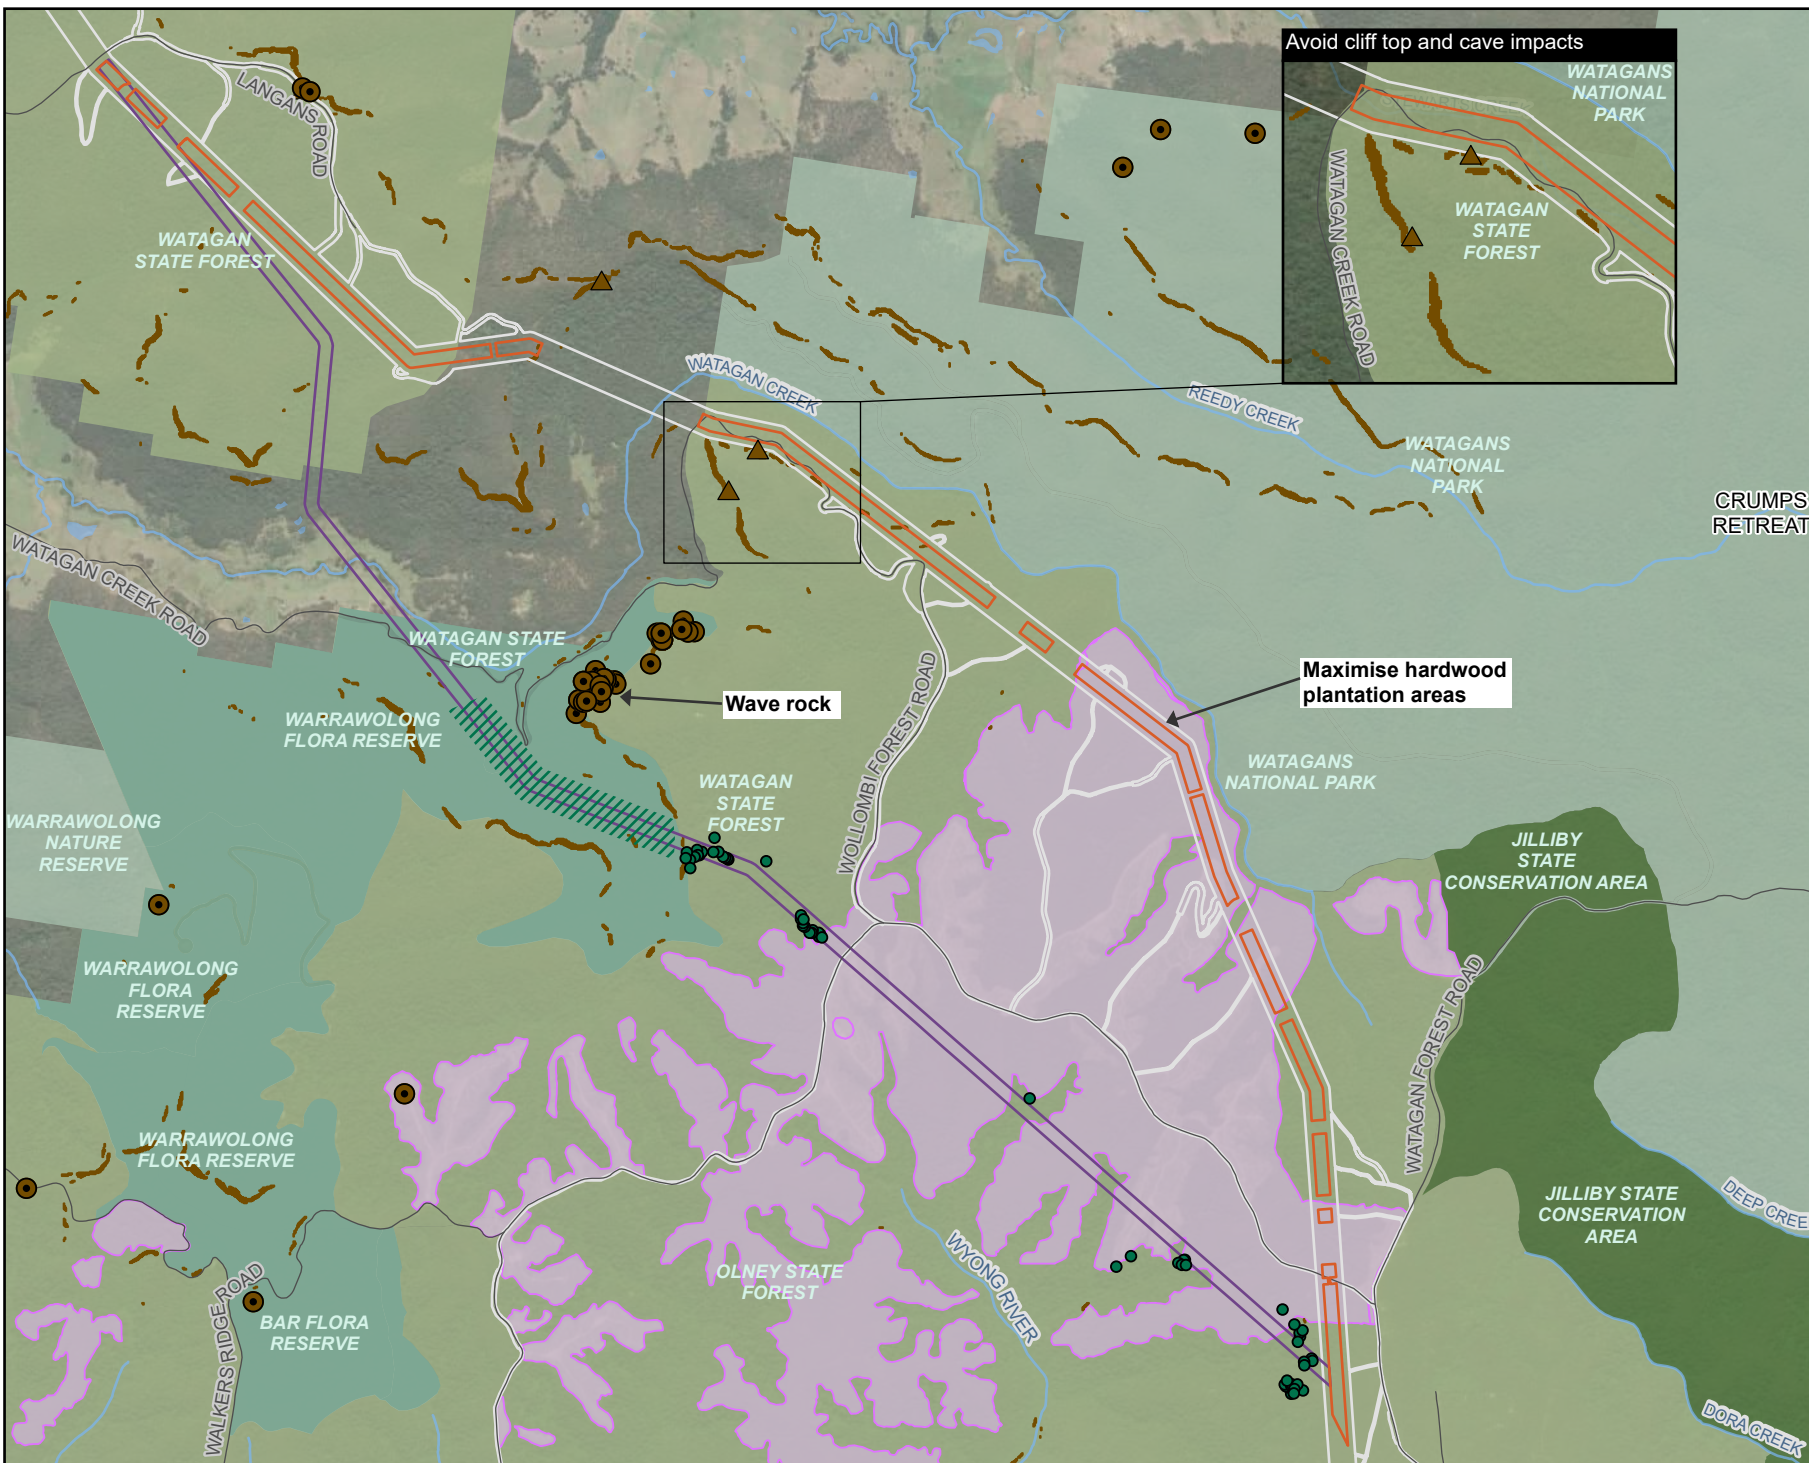 Avoid cliff top and cave impacts
WATAGANS
NATIONAL
PARK
WATAGAN CREEK ROAD
WATAGAN
STATE
FOREST
LANGANS ROAD
WATAGAN
STATE FOREST
WATAGAN CREEK
REEDY CREEK
WATAGANS
NATIONAL
PARK
CRUMPS
RETREAT
WATAGAN CREEK ROAD
WATAGAN STATE
FOREST
WARRAWOLONG
FLORA RESERVE
Wave rock
WOLLOMBI FOREST ROAD
Maximise hardwood
plantation areas
WATAGANS
NATIONAL PARK
WATAGAN
STATE
FOREST
WARRAWOLONG
NATURE
RESERVE
JILLIBY
STATE
CONSERVATION AREA
WARRAWOLONG
FLORA
RESERVE
WATAGAN FOREST ROAD
WARRAWOLONG
FLORA RESERVE
JILLIBY STATE
CONSERVATION
AREA
DEEP CREE
OLNEY STATE
FOREST
WYONG RIVER
WALKERS RIDGE ROAD
BAR FLORA
RESERVE
DORA CREEK